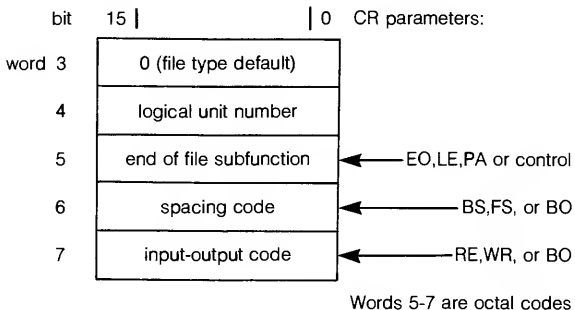 bit 15 0 CR parameters:
word 3 0 (file type default)
4 logical unit number
5 end of file subfunction EO,LE,PA or control
6 spacing code BS,FS, or BO
7 input-output code RE,WR, or BO
Words 5-7 are octal codes